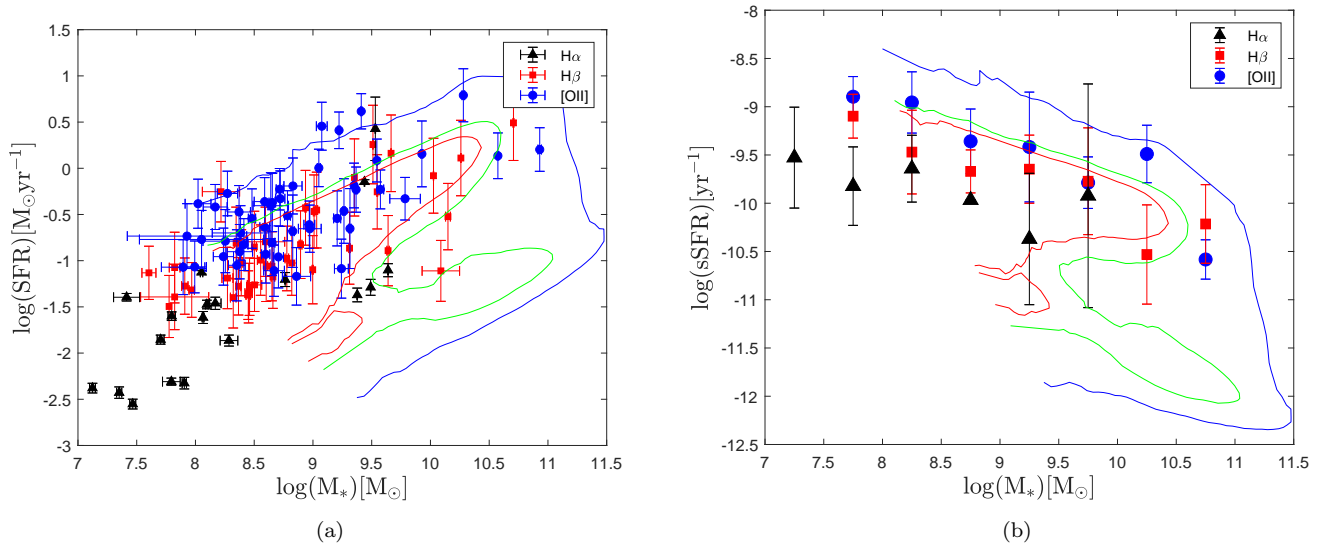 1.5
1
0.5
0
-0.5
-1
-1.5
-2
-2.5
-3
7 7.5 8 8.5 9 9.5 10 10.5 11 11.5
log(SFR)[M⊙.yr⁻¹]
log(M*)[M⊙]
Hα
Hβ
[OII]
(a)
-8
-8.5
-9
-9.5
-10
-10.5
-11
-11.5
-12
-12.5
7 7.5 8 8.5 9 9.5 10 10.5 11 11.5
log(sSFR)[yr⁻¹]
log(M*)[M⊙]
Hα
Hβ
[OII]
(b)